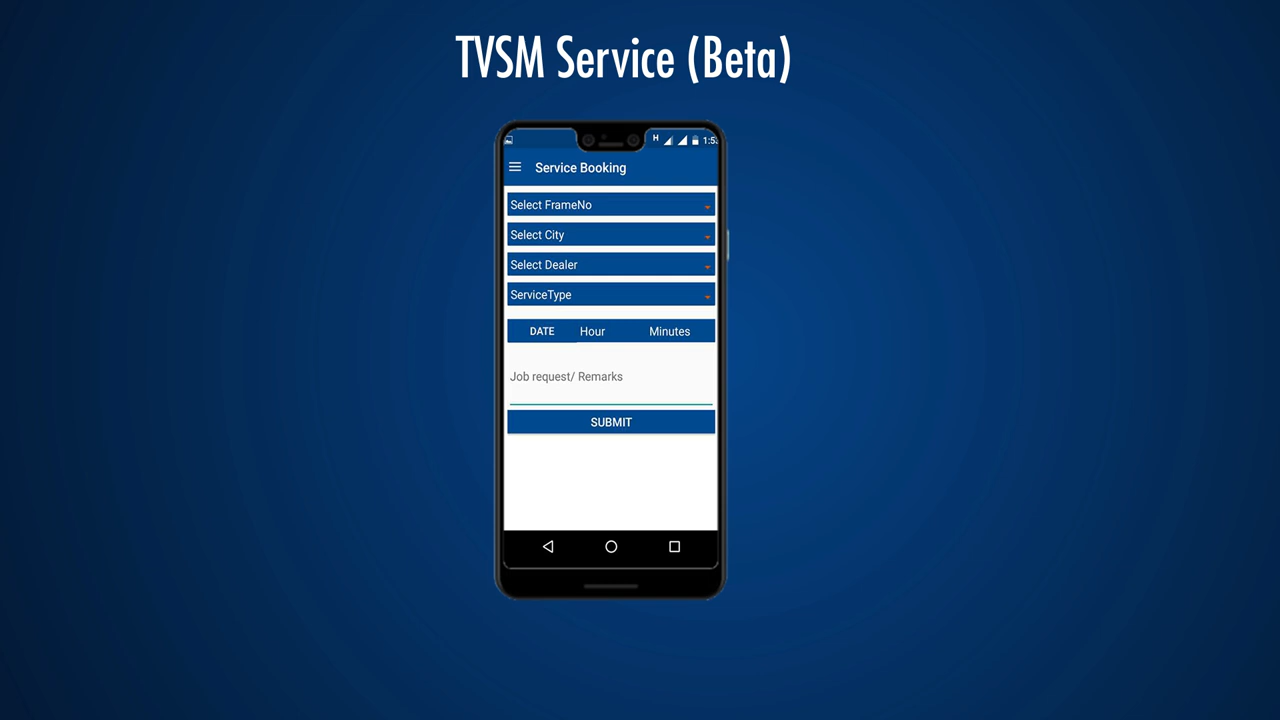 TVSM Service (Beta)
H
Service Booking
Select FrameNo
Select City
Select Dealer
ServiceType
DATE Hour Minutes
Job request/ Remarks
SUBMIT